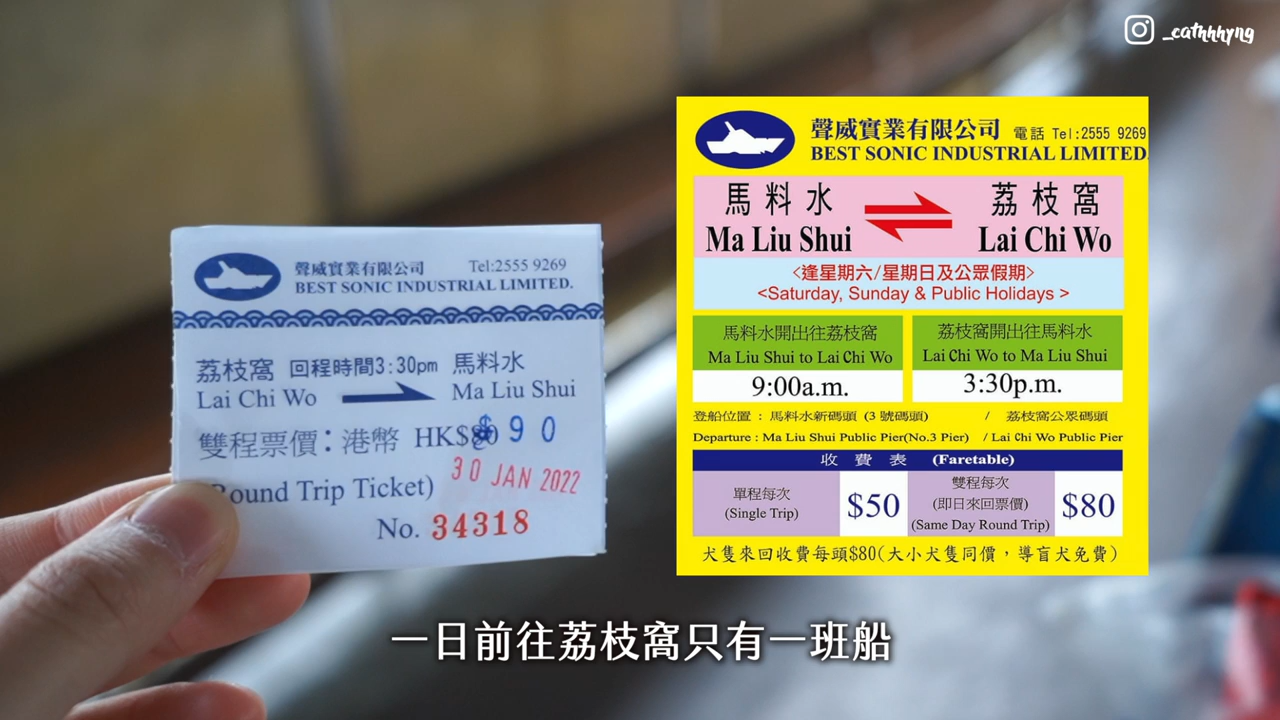 _cathhhyng
聲威實業有限公司 Tel:2555 9269
BEST SONIC INDUSTRIAL LIMITED.
荔枝窩 回程時間3:30pm 馬料水
Lai Chi Wo Ma Liu Shui
雙程票價：港幣 HK$80 $90
(Round Trip Ticket) 30 JAN 2022
No. 34318
聲威實業有限公司 電話 Tel:2555 9269
BEST SONIC INDUSTRIAL LIMITED.
馬料水 荔枝窩
Ma Liu Shui Lai Chi Wo
<逢星期六/星期日及公眾假期>
<Saturday, Sunday & Public Holidays >
馬料水開出往荔枝窩 荔枝窩開出往馬料水
Ma Liu Shui to Lai Chi Wo Lai Chi Wo to Ma Liu Shui
9:00a.m. 3:30p.m.
登船位置 : 馬料水新碼頭 (3 號碼頭) / 荔枝窩公眾碼頭
Departure : Ma Liu Shui Public Pier(No.3 Pier) / Lai Chi Wo Public Pier
收 費 表 (Faretable)
單程每次
(Single Trip)
$50
雙程每次
(即日來回票價)
(Same Day Round Trip)
$80
犬隻來回收費每頭$80(大小犬隻同價，導盲犬免費)
一日前往荔枝窩只有一班船